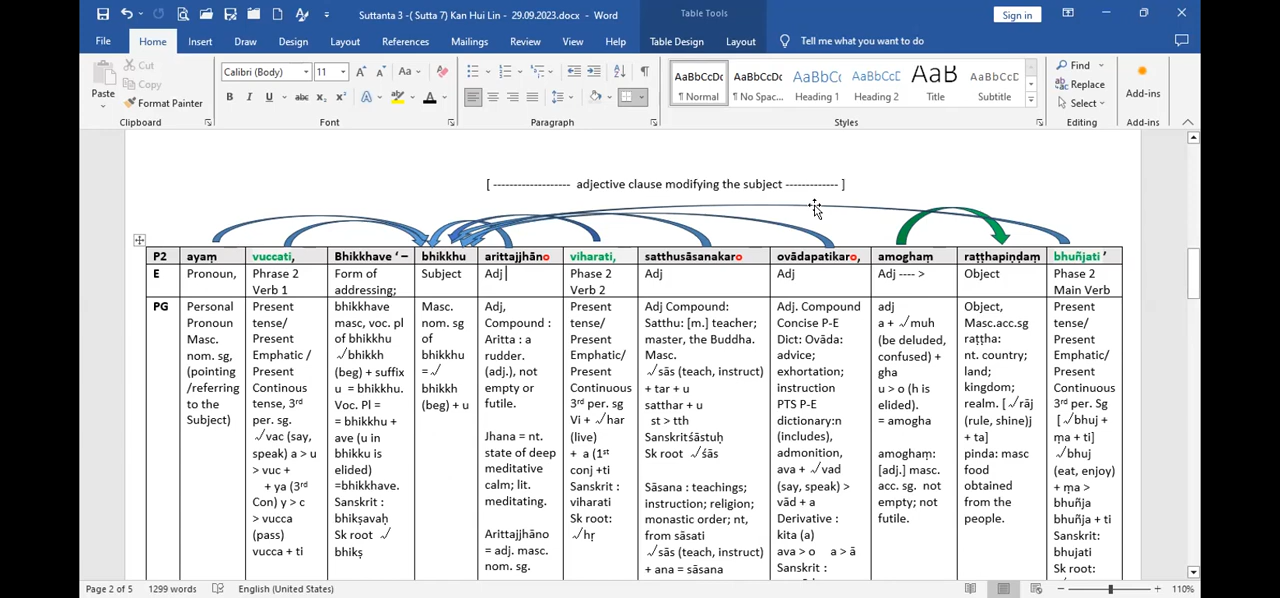 Suttanta 3 -( Sutta 7) Kan Hui Lin - 29.09.2023.docx - Word
Table Tools
Sign in
File Home Insert Draw Design Layout References Mailings Review View Help Table Design Layout Tell me what you want to do
Paste
Cut
Copy
Format Painter
Clipboard
Calibri (Body) 11
Font
Paragraph
AaBbCcDc AaBbCcDc AaBbCc AaBbCcD AaB AaBbCcD
¶ Normal ¶ No Spac... Heading 1 Heading 2 Title Subtitle
Styles
Find
Replace
Select
Editing
Add-ins
Add-ins
[ ------------------- adjective clause modifying the subject ------------- ]
P2 ayaṃ vuccati, Bhikkhave ‘ – bhikkhu arittajjhāno viharati, satthusāsanakaro ovādapatikaro, amoghaṃ raṭṭhapiṇḍaṃ bhuñjati ’
E
Pronoun,
Phrase 2
Verb 1
Form of
addressing;
Subject
Adj
Phase 2
Verb 2
Adj
Adj
Adj ---- >
Object
Phase 2
Main Verb
PG
Personal
Pronoun
Masc.
nom. sg,
(pointing
/referring
to the
Subject)
Present
tense/
Present
Emphatic /
Present
Continous
tense, 3rd
per. sg.
√vac (say,
speak) a > u
> vuc +
+ ya (3rd
Con) y > c
> vucca
(pass)
vucca + ti
bhikkhave
masc, voc. pl
of bhikkhu
√bhikkh
(beg) + suffix
u = bhikkhu.
Voc. Pl =
= bhikkhu +
ave (u in
bhikku is
elided)
=bhikkhave.
Sanskrit :
bhikṣavaḥ
Sk root √
bhikṣ
Masc.
nom. sg
of
bhikkhu
=√
bhikkh
(beg) + u
Adj,
Compound :
Aritta : a
rudder.
(adj.), not
empty or
futile.
Jhana = nt.
state of deep
meditative
calm; lit.
meditating.
Arittajjhāno
= adj. masc.
nom. sg.
Present
tense/
Present
Emphatic/
Present
Continuous
3rd per. sg
Vi + √har
(live)
+ a (1st
conj +ti
Sanskrit :
viharati
Sk root:
√hṛ
Adj Compound:
Satthu: [m.] teacher;
master, the Buddha.
Masc.
√sās (teach, instruct)
+ tar + u
satthar + u
st > tth
Sanskritśāstuḥ
Sk root √śās
Sāsana : teachings;
instruction; religion;
monastic order; nt,
from sāsati
√sās (teach, instruct)
+ ana = sāsana
Adj. Compound
Concise P-E
Dict: Ovāda:
advice;
exhortation;
instruction
PTS P-E
dictionary:n
(includes),
admonition,
ava + √vad
(say, speak) >
vād + a
Derivative :
kita (a)
ava > o a > ā
Sanskrit :
adj
a + √muh
(be deluded,
confused) +
gha
u > o (h is
elided).
= amogha
amoghaṃ:
[adj.] masc.
acc. sg. not
empty; not
futile.
Object,
Masc.acc.sg
raṭṭha:
nt. country;
land;
kingdom;
realm. [ √rāj
(rule, shine)j
+ ta]
pinda: masc
food
obtained
from the
people.
Present
tense/
Present
Emphatic/
Present
Continuous
3rd per. Sg
[ √bhuj +
ṃa + ti]
√bhuj
(eat, enjoy)
+ ṃa >
bhuñja
bhuñja + ti
Sanskrit:
bhujati
Sk root:
Page 2 of 5 1299 words English (United States) 110%